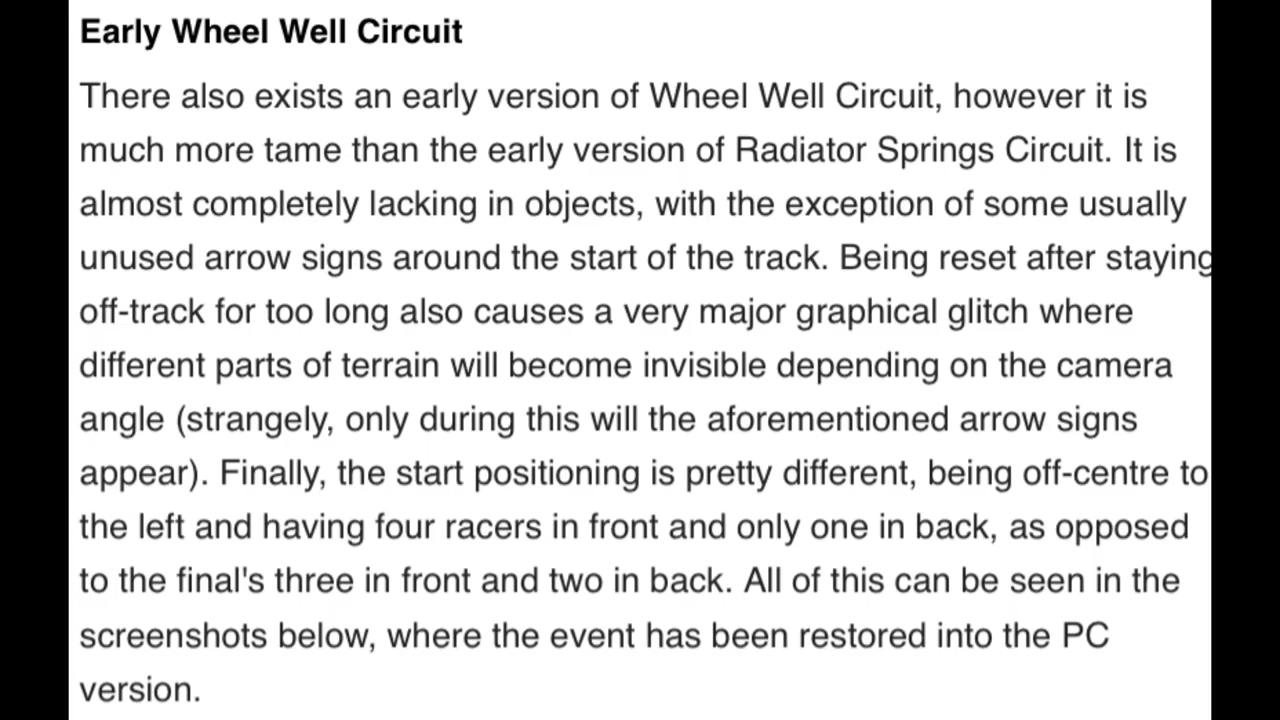 Early Wheel Well Circuit
There also exists an early version of Wheel Well Circuit, however it is
much more tame than the early version of Radiator Springs Circuit. It is
almost completely lacking in objects, with the exception of some usually
unused arrow signs around the start of the track. Being reset after staying
off-track for too long also causes a very major graphical glitch where
different parts of terrain will become invisible depending on the camera
angle (strangely, only during this will the aforementioned arrow signs
appear). Finally, the start positioning is pretty different, being off-centre to
the left and having four racers in front and only one in back, as opposed
to the final's three in front and two in back. All of this can be seen in the
screenshots below, where the event has been restored into the PC
version.